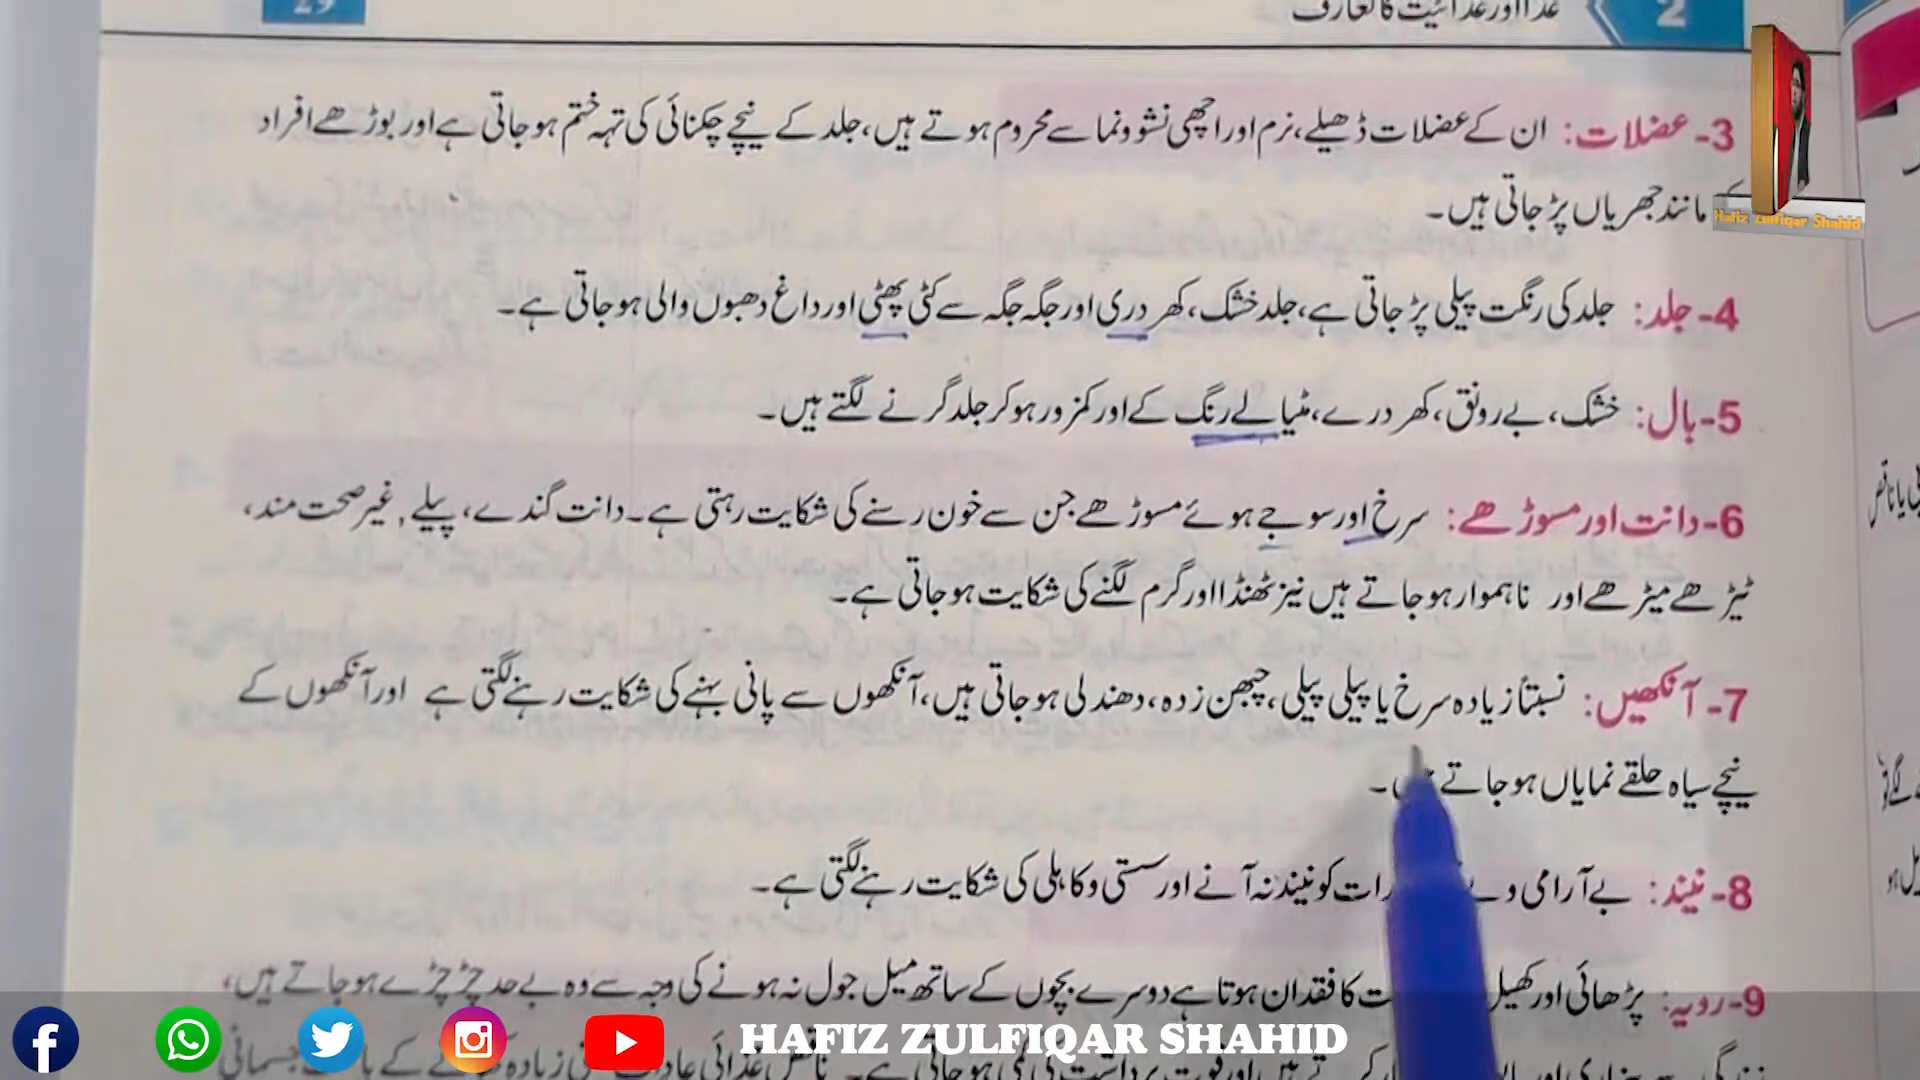 29
غذا اور غذائیت کا تعارف
2
3- عضلات: ان کے عضلات ڈھیلے، نرم اور اچھی نشوونما سے محروم ہوتے ہیں، جلد کے نیچے چکنائی کی تہہ ختم ہو جاتی ہے اور بوڑھے افراد
مانند جھریاں پڑ جاتی ہیں۔
Hafiz Zulfiqar Shahid
4- جلد: جلد کی رنگت پیلی پڑ جاتی ہے، جلد خشک، کھردری اور جگہ جگہ سے کٹی پھٹی اور داغ دھبوں والی ہو جاتی ہے۔
5- بال: خشک، بے رونق، کھردرے، مٹیالے رنگ کے اور کمزور ہو کر جلد گرنے لگتے ہیں۔
6- دانت اور مسوڑھے: سرخ اور سوجے ہوئے مسوڑھے جن سے خون رسنے کی شکایت رہتی ہے۔ دانت گندے، پیلے, غیر صحت مند،
ٹیڑھے میڑھے اور ناہموار ہو جاتے ہیں نیز ٹھنڈا اور گرم لگنے کی شکایت ہو جاتی ہے۔
7- آنکھیں: نسبتاً زیادہ سرخ یا پیلی پیلی، چبھن زدہ، دھندلی ہو جاتی ہیں، آنکھوں سے پانی بہنے کی شکایت رہنے لگتی ہے اور آنکھوں کے
نیچے سیاہ حلقے نمایاں ہو جاتے ۔
8- نیند: بے آرامی و رات کو نیند نہ آنے اور سستی و کاہلی کی شکایت رہنے لگتی ہے۔
9- رویہ: پڑھائی اور کھیل کا فقدان ہوتا ہے دوسرے بچوں کے ساتھ میل جول نہ ہونے کی وجہ سے وہ بے حد چڑچڑے ہو جاتے ہیں،
HAFIZ ZULFIQAR SHAHID